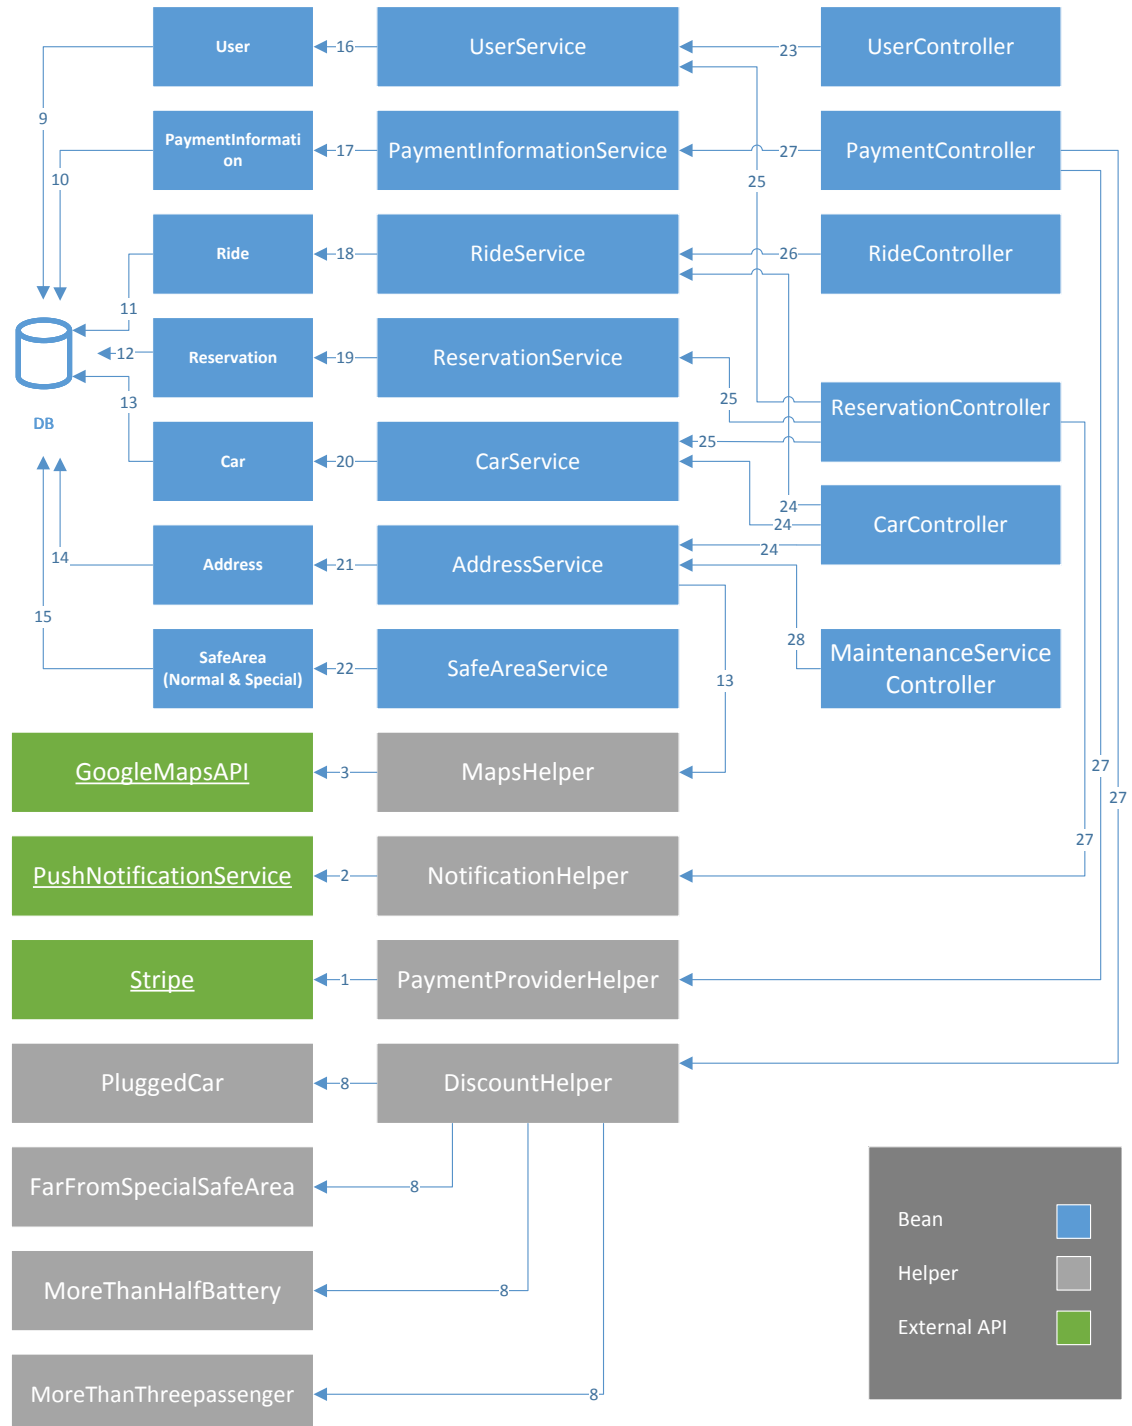 User
16
UserService
23
UserController
9
PaymentInformati
on
17
PaymentInformationService
27
PaymentController
10
25
Ride
18
RideService
26
RideController
11
Reservation
12
19
ReservationService
13
25
ReservationController
DB
25
Car
20
CarService
24
24
CarController
24
14
Address
21
AddressService
15
28
SafeArea
(Normal & Special)
22
SafeAreaService
13
MaintenanceService
Controller
GoogleMapsAPI
3
MapsHelper
27
27
PushNotificationService
2
NotificationHelper
27
Stripe
1
PaymentProviderHelper
PluggedCar
8
DiscountHelper
FarFromSpecialSafeArea
8
MoreThanHalfBattery
8
MoreThanThreepassenger
8
Bean
Helper
External API